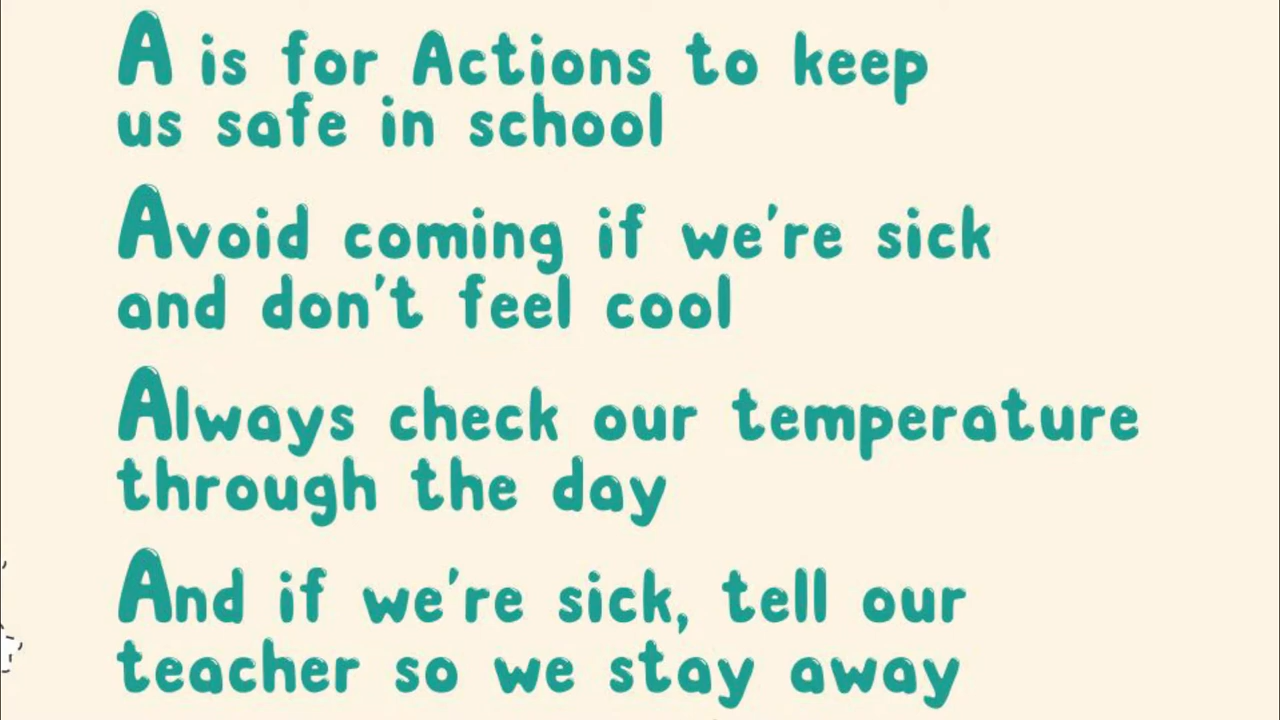 A is for Actions to keep
us safe in school
Avoid coming if we're sick
and don't feel cool
Always check our temperature
through the day
And if we're sick, tell our
teacher so we stay away